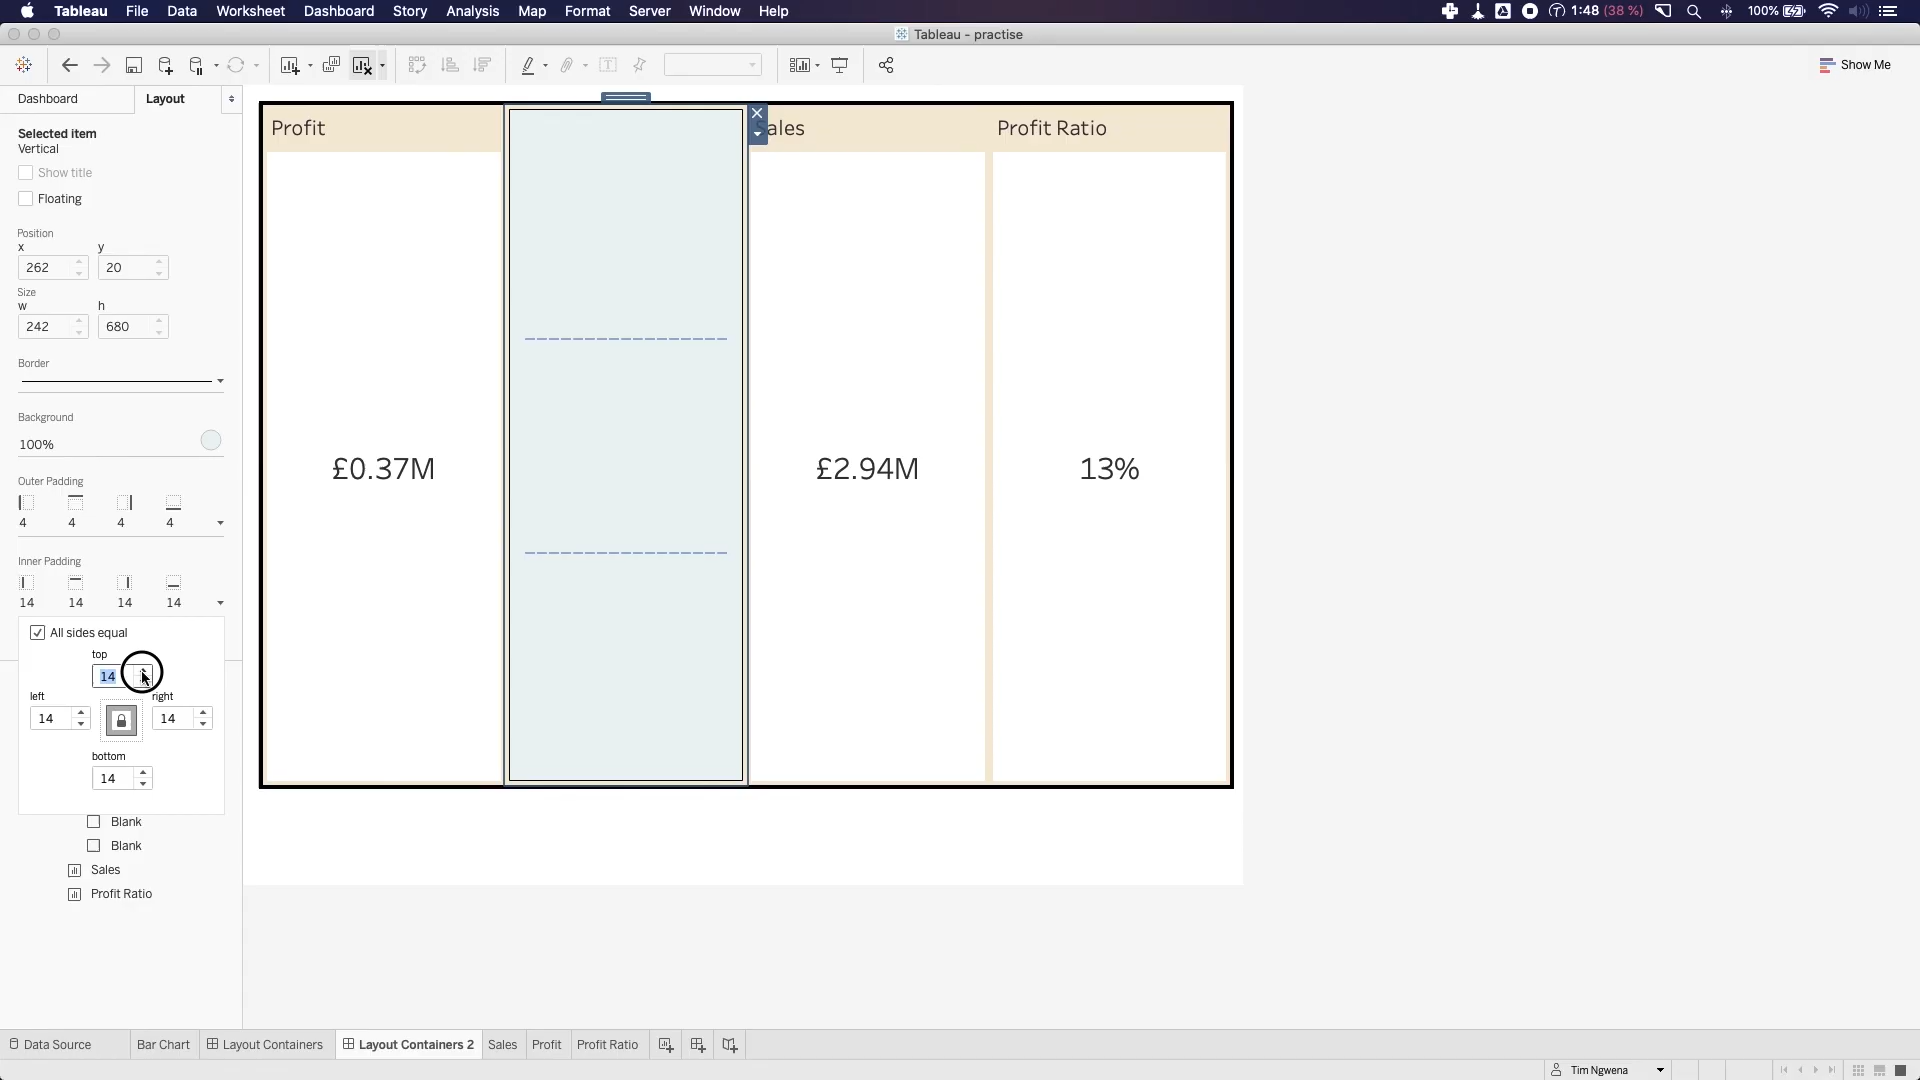 Tableau File Data Worksheet Dashboard Story Analysis Map Format Server Window Help 1:48 (38 %) 100%
Tableau - practise
Show Me
Dashboard Layout
Selected item
Vertical
Show title
Floating
Position
x y
262 20
Size
w h
242 680
Border
Background
100%
Outer Padding
4 4 4 4
Inner Padding
14 14 14 14
All sides equal
top
14
left right
14 14
bottom
14
Blank
Blank
Sales
Profit Ratio
Profit ales Profit Ratio
£0.37M £2.94M 13%
Data Source Bar Chart Layout Containers Layout Containers 2 Sales Profit Profit Ratio
Tim Ngwena